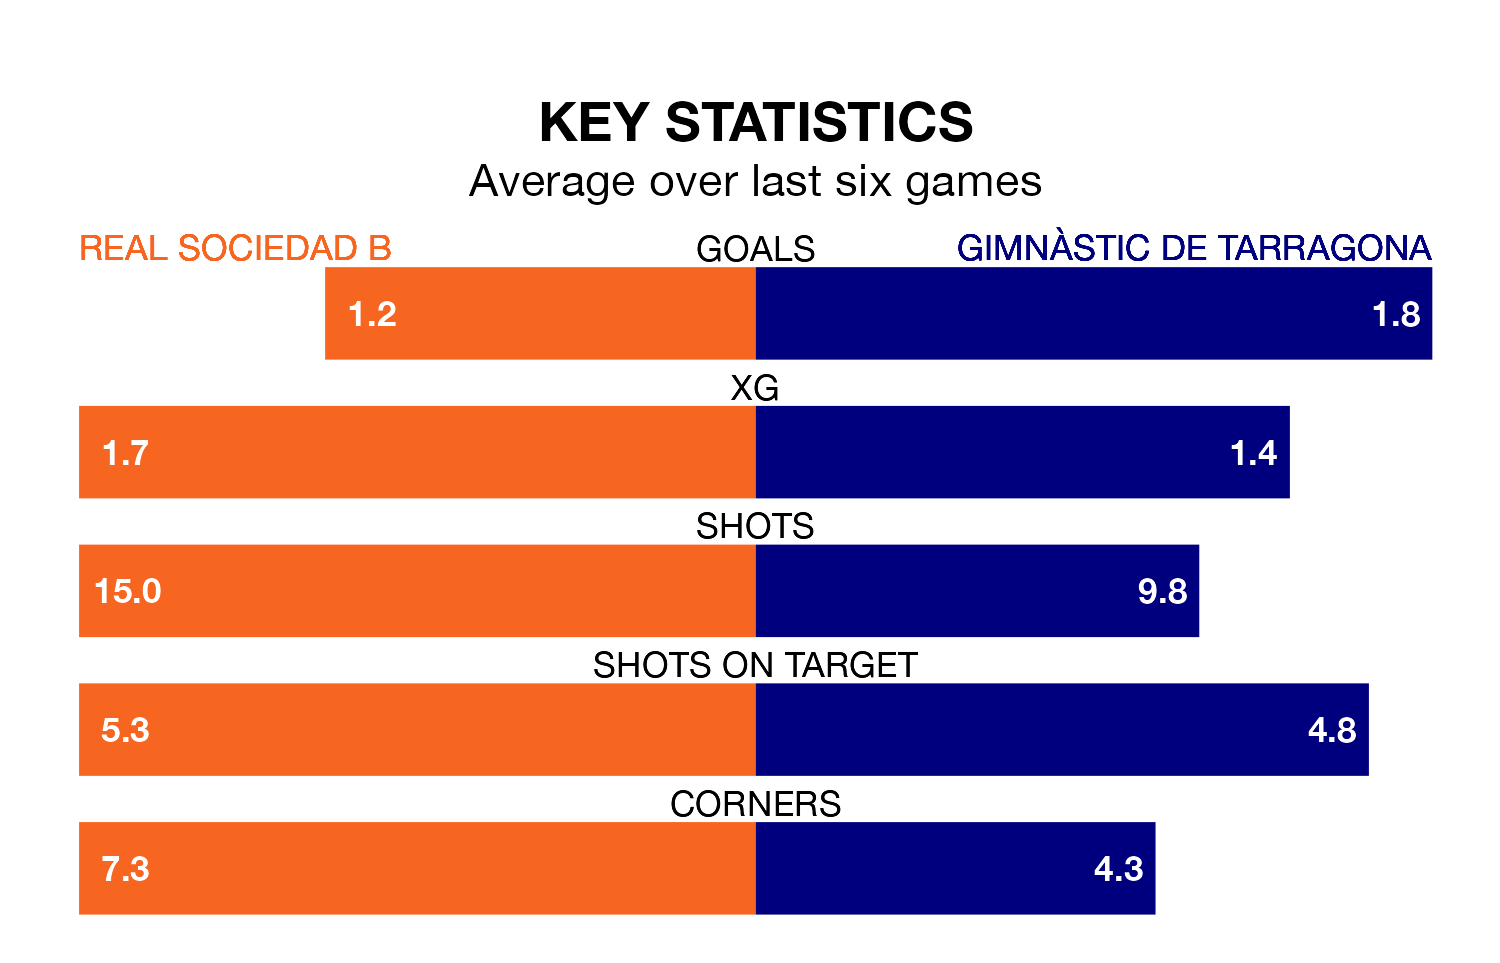 KEY STATISTICS
Average over last six games
REAL SOCIEDAD B GOALS GIMNÀSTIC DE TARRAGONA
1.2 1.8
XG
1.7 1.4
SHOTS
15.0 9.8
SHOTS ON TARGET
5.3 4.8
CORNERS
7.3 4.3